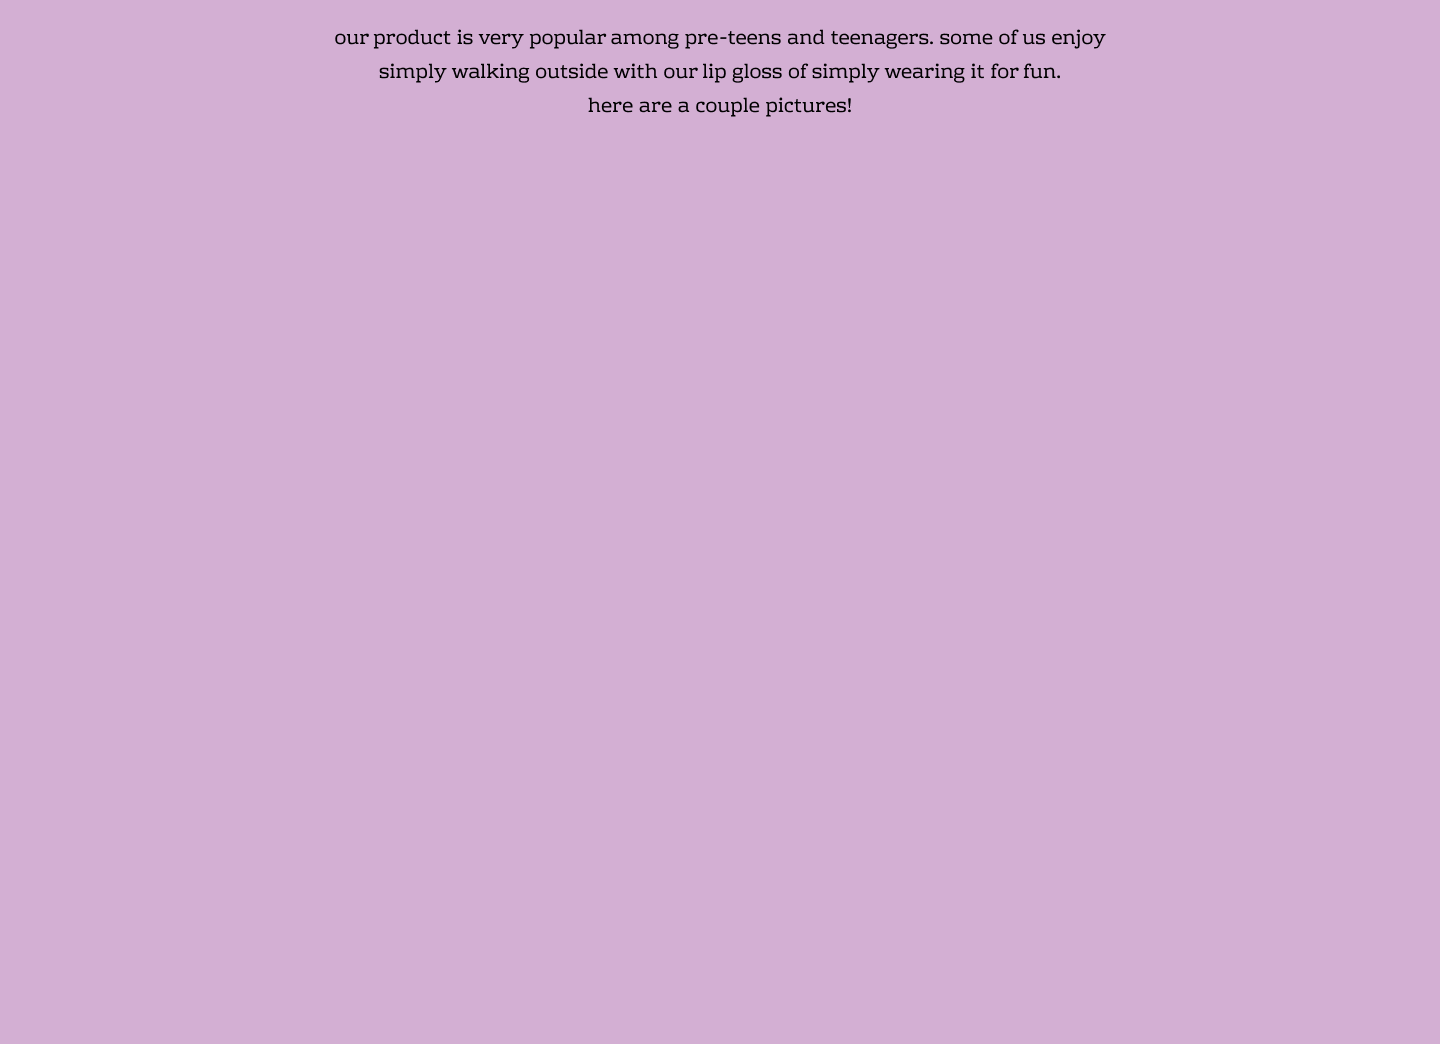 our product is very popular among pre-teens and teenagers. some of us enjoy
simply walking outside with our lip gloss of simply wearing it for fun.
here are a couple pictures!